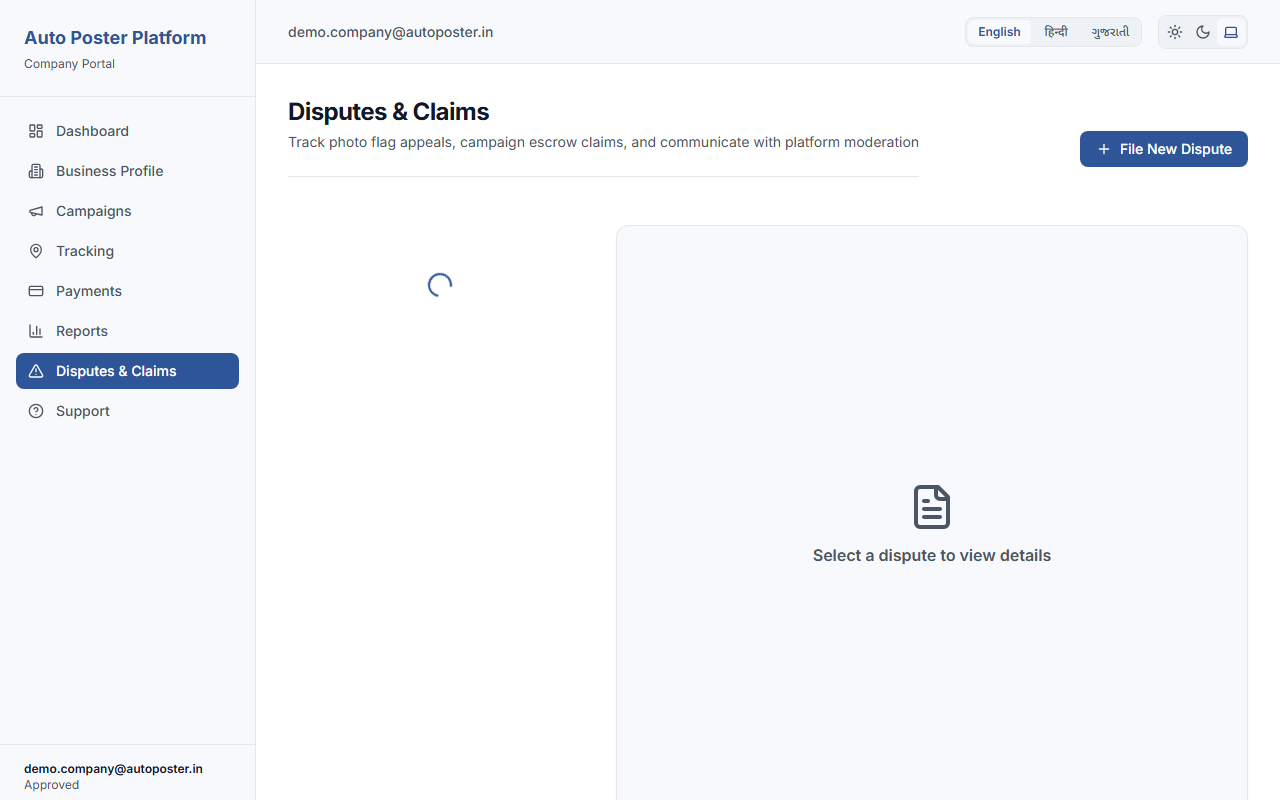 Auto Poster Platform
Company Portal
Dashboard
Business Profile
Campaigns
Tracking
Payments
Reports
Disputes & Claims
Support
demo.company@autoposter.in
Approved
demo.company@autoposter.in
English
हिन्दी
ગુજરાતી
Disputes & Claims
Track photo flag appeals, campaign escrow claims, and communicate with platform moderation
File New Dispute
Select a dispute to view details